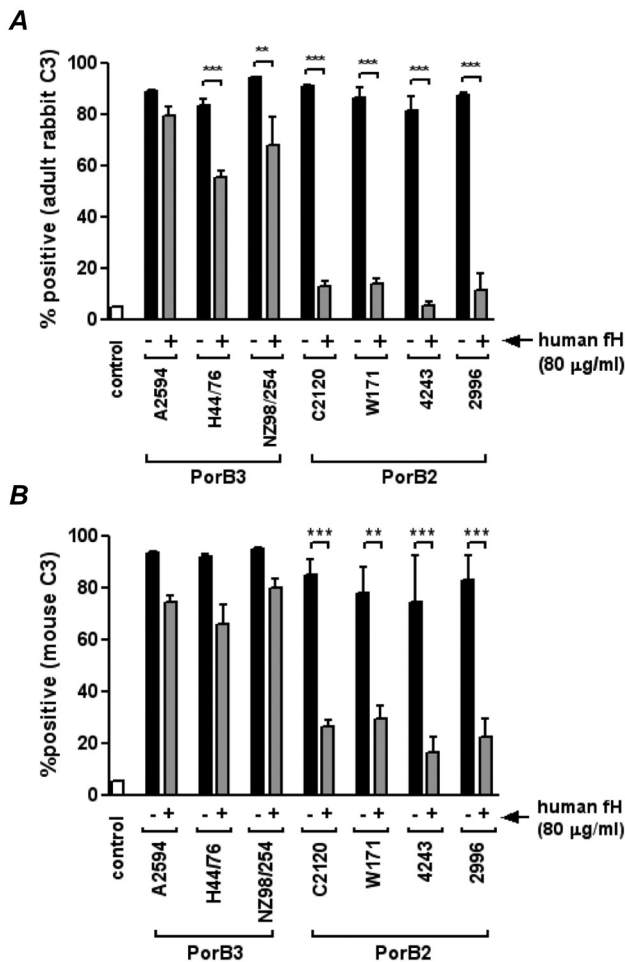 A
*** ** *** *** *** ***
% positive (adult rabbit C3)
100
80
60
40
20
0
- + - + - + - + - + - + - +
human fH
(80 µg/ml)
control A2594 H44/76 NZ98/254 C2120 W171 4243 2996
PorB3 PorB2
B
*** ** *** ***
%positive (mouse C3)
100
80
60
40
20
0
- + - + - + - + - + - + - +
human fH
(80 µg/ml)
control A2594 H44/76 NZ98/254 C2120 W171 4243 2996
PorB3 PorB2